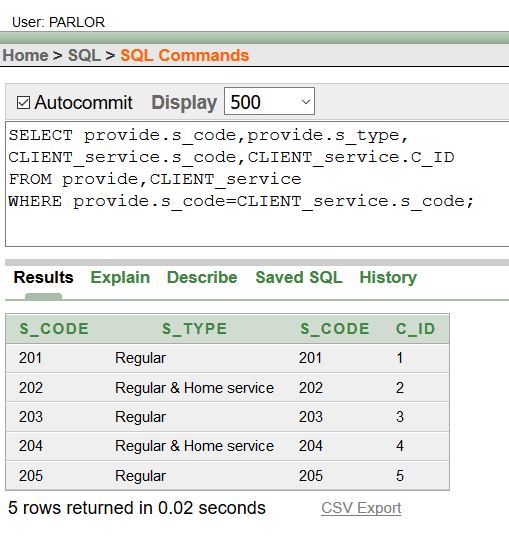 User: PARLOR
Home > SQL > SQL Commands
Autocommit Display 500
SELECT provide.s_code,provide.s_type,
CLIENT_service.s_code,CLIENT_service.C_ID
FROM provide,CLIENT_service
WHERE provide.s_code=CLIENT_service.s_code;
Results Explain Describe Saved SQL History
S_CODE S_TYPE S_CODE C_ID
201 Regular 201 1
202 Regular & Home service 202 2
203 Regular 203 3
204 Regular & Home service 204 4
205 Regular 205 5
5 rows returned in 0.02 seconds CSV Export